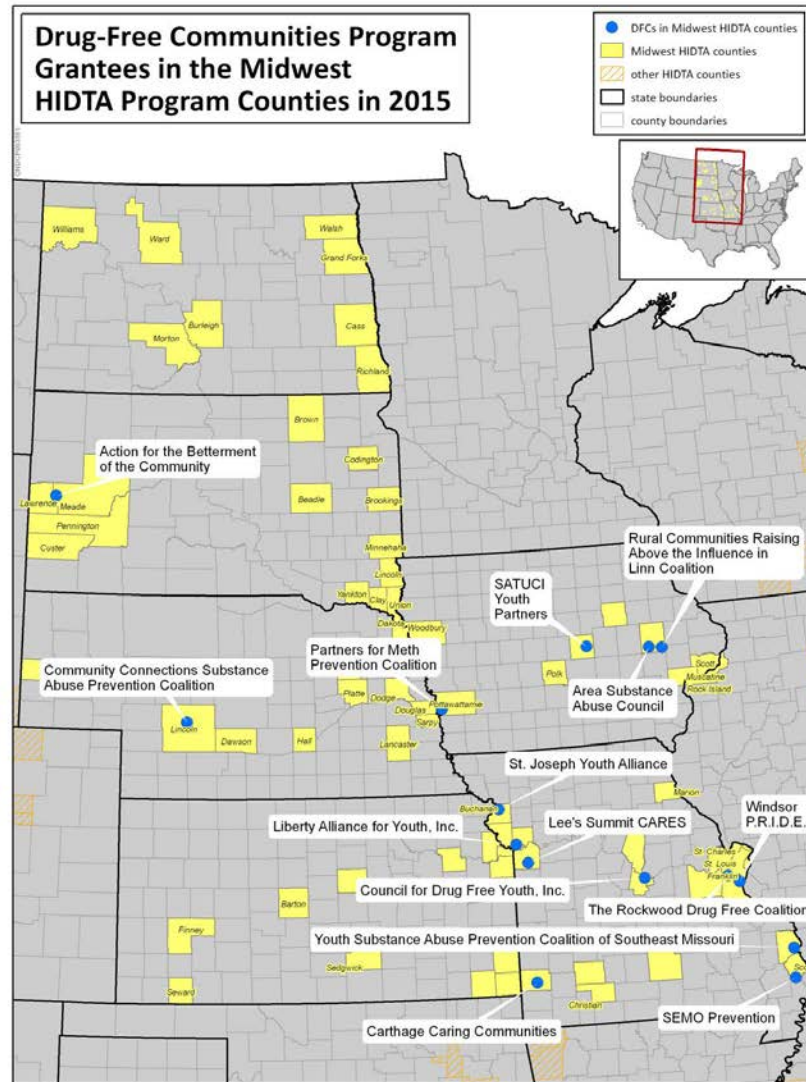 Drug-Free Communities Program
Grantees in the Midwest
HIDTA Program Counties in 2015
DFCs in Midwest HIDTA counties
Midwest HIDTA counties
other HIDTA counties
state boundaries
county boundaries
Williams
Ward
Walsh
Grand Forks
Burleigh
Morton
Cass
Richland
Brown
Action for the Betterment
of the Community
Codington
Lawrence
Meade
Beadle
Brookings
Pennington
Custer
Minnehaha
Rural Communities Raising
Above the Influence in
Linn Coalition
Lincoln
Yankton
Clay
Union
SATUCI
Youth
Partners
Dakota
Woodbury
Partners for Meth
Prevention Coalition
Community Connections Substance
Abuse Prevention Coalition
Platte
Dodge
Polk
Scott
Muscatine
Rock Island
Area Substance
Abuse Council
Douglas
Pottawattamie
Sarpy
Lincoln
Dawson
Hall
Lancaster
St. Joseph Youth Alliance
Marion
Buchanan
Windsor
P.R.I.D.E.
Liberty Alliance for Youth, Inc.
Lee's Summit CARES
St. Charles
St. Louis
Franklin
Council for Drug Free Youth, Inc.
Barton
The Rockwood Drug Free Coalition
Finney
Youth Substance Abuse Prevention Coalition of Southeast Missouri
Sedgwick
Seward
Christian
SEMO Prevention
Carthage Caring Communities